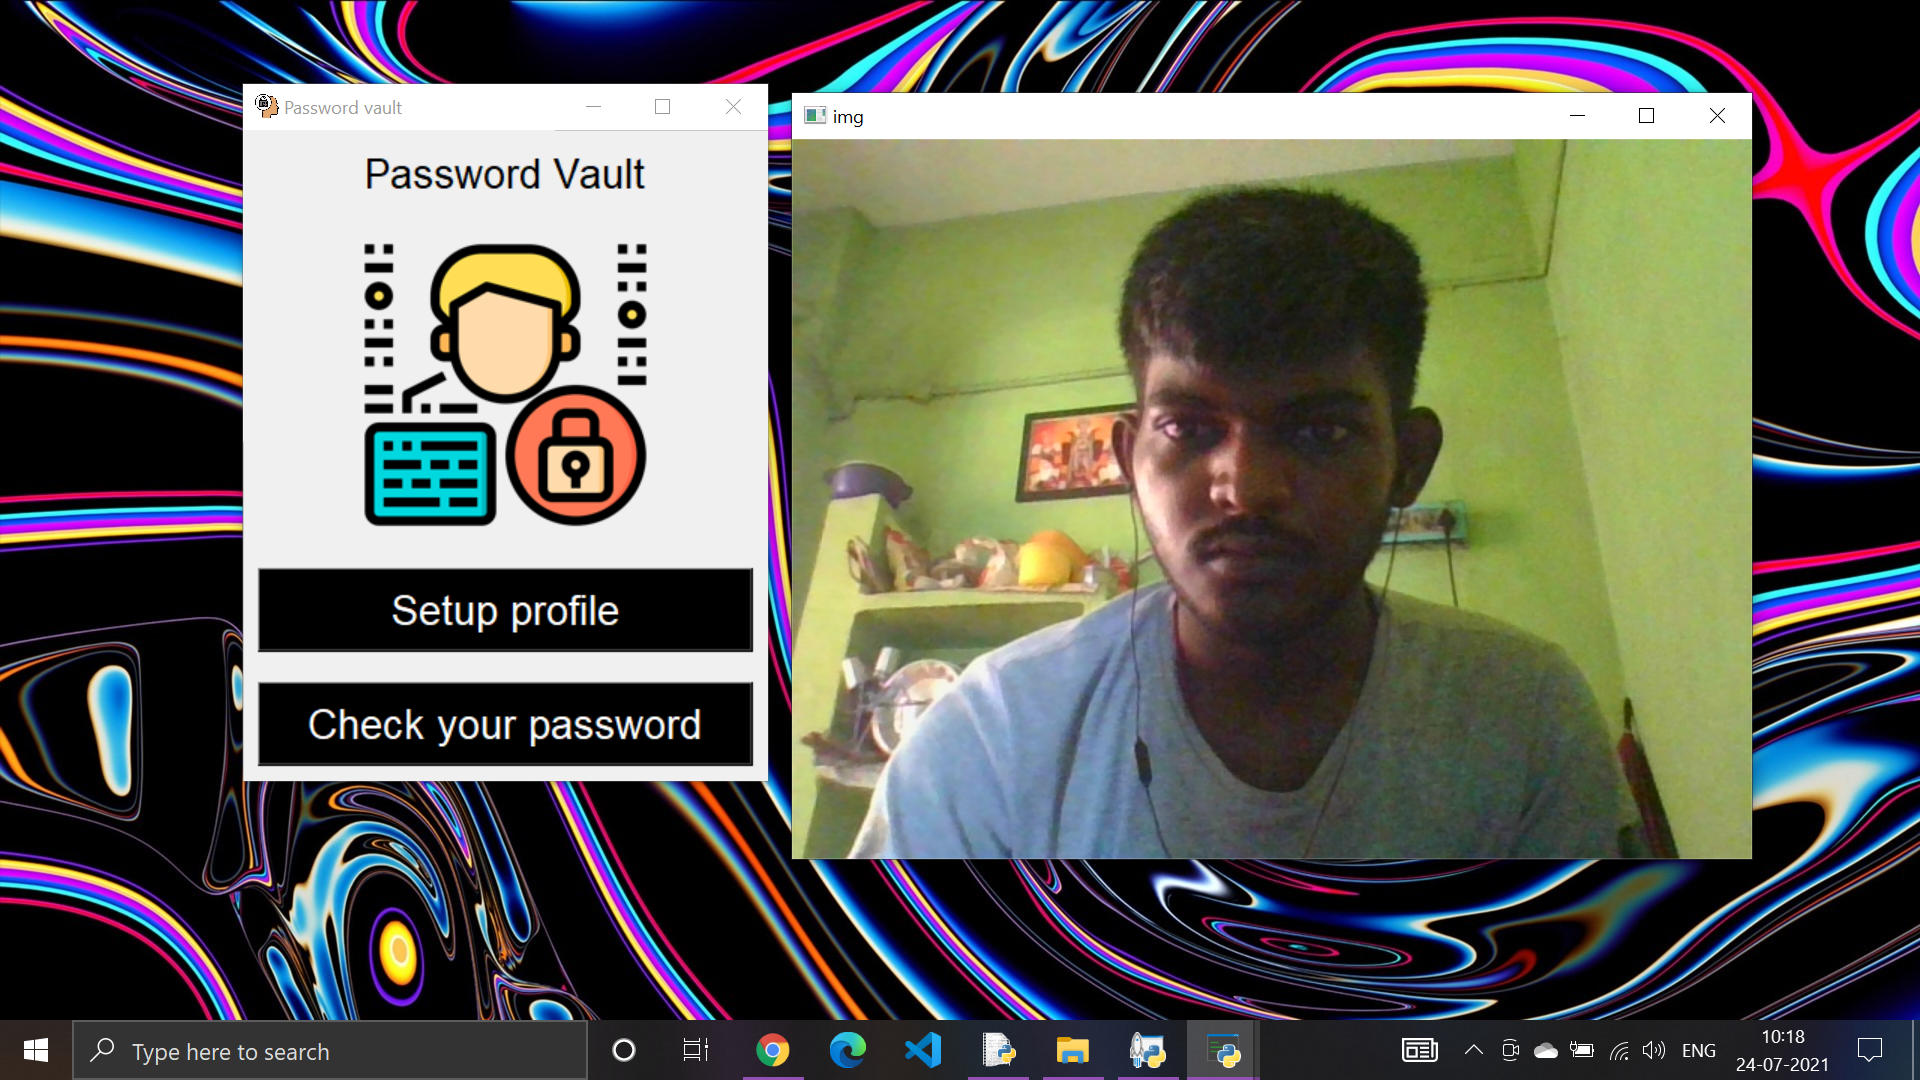 Password vault
Password Vault
Setup profile
Check your password
img
Type here to search
ENG
10:18
24-07-2021